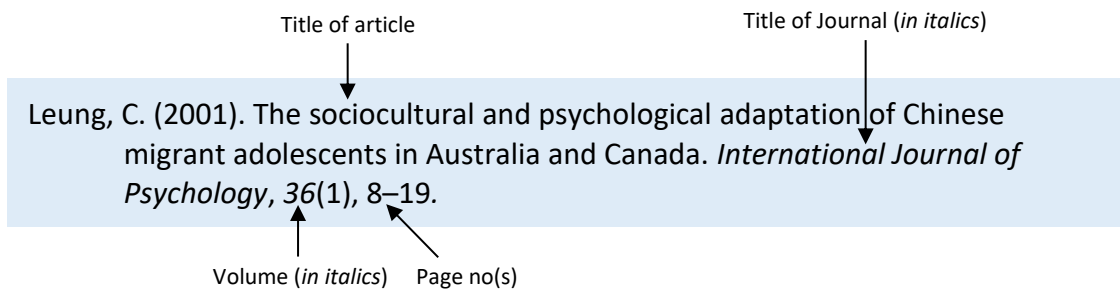 Title of article
Title of Journal (in italics)
Leung, C. (2001). The sociocultural and psychological adaptation of Chinese
migrant adolescents in Australia and Canada. International Journal of
Psychology, 36(1), 8–19.
Volume (in italics)
Page no(s)